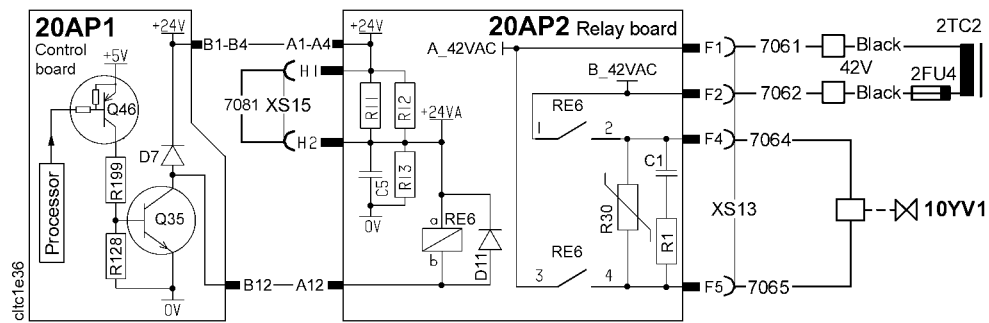 20AP1
Control
board
+24V
+5V
Q46
Processor
R199
R128
D7
Q35
0V
cltc1e36
B1-B4
A1-A4
7081
XS15
H1
H2
B12
A12
20AP2 Relay board
+24V
R11
R12
+24VA
C5
R13
0V
a
RE6
b
D11
A_42VAC
B_42VAC
RE6
1
2
R30
C1
R1
RE6
3
4
F1
7061
Black
2TC2
42V
2FU4
F2
7062
Black
F4
7064
XS13
10YV1
F5
7065